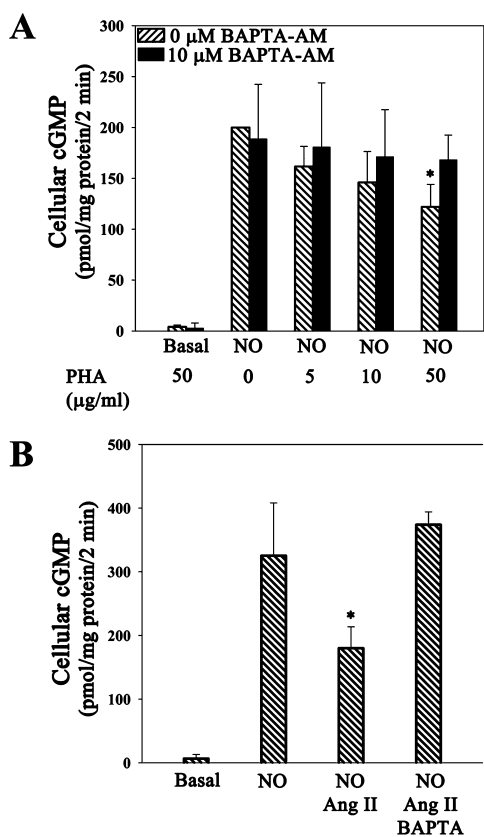 A
Cellular cGMP
(pmol/mg protein/2 min)
300
250
200
150
100
50
0
0 μM BAPTA-AM
10 μM BAPTA-AM
*
Basal NO NO NO NO
PHA 50 0 5 10 50
(μg/ml)
B
Cellular cGMP
(pmol/mg protein/2 min)
500
400
300
200
100
0
*
Basal NO NO NO
Ang II Ang II
BAPTA